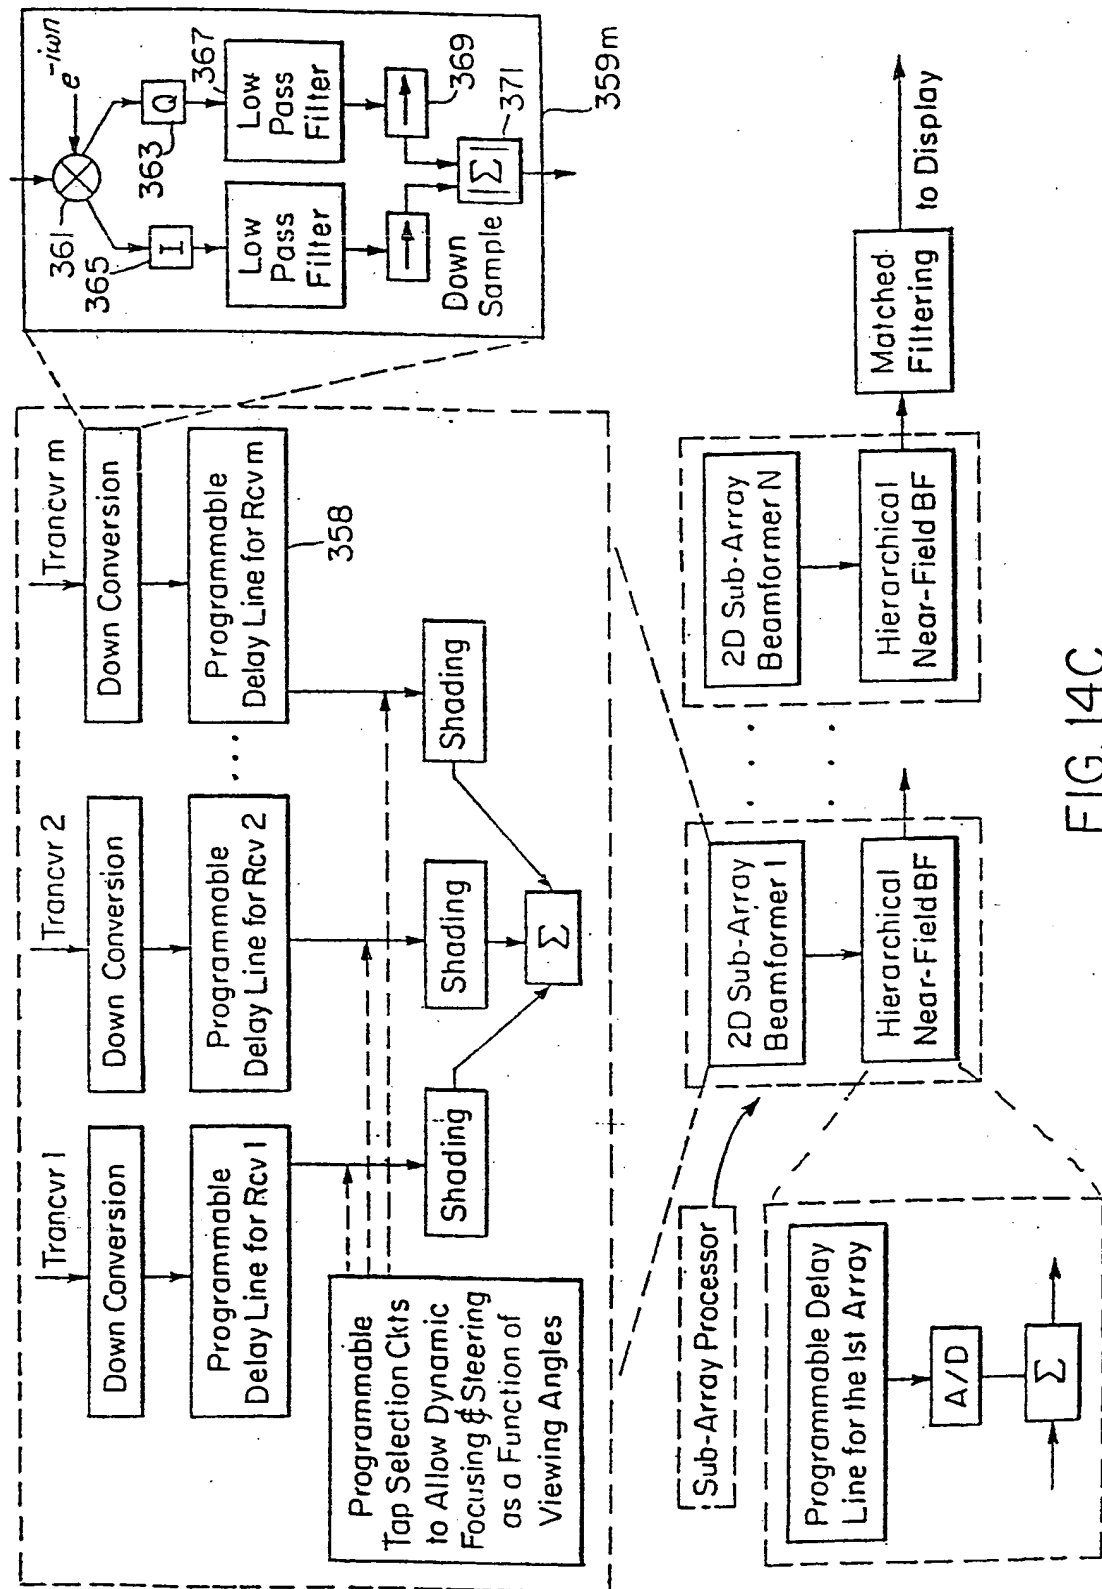 Trancvr 1
Down Conversion
Programmable
Delay Line for Rcv 1
Trancvr 2
Down Conversion
Programmable
Delay Line for Rcv 2
...
Trancvr m
Down Conversion
Programmable
Delay Line for Rcv m
358
Programmable
Tap Selection Ckts
to Allow Dynamic
Focusing & Steering
as a Function of
Viewing Angles
Shading
Shading
Shading
Σ
361
e^-iωn
365
I
363
Q
367
Low
Pass
Filter
Low
Pass
Filter
369
Down
Sample
|Σ|
371
359m
Sub-Array Processor
Programmable Delay
Line for the 1st Array
A/D
Σ
2D Sub-Array
Beamformer 1
Hierarchical
Near-Field BF
. . .
. . .
2D Sub-Array
Beamformer N
Hierarchical
Near-Field BF
Matched
Filtering
to Display
FIG. 14C